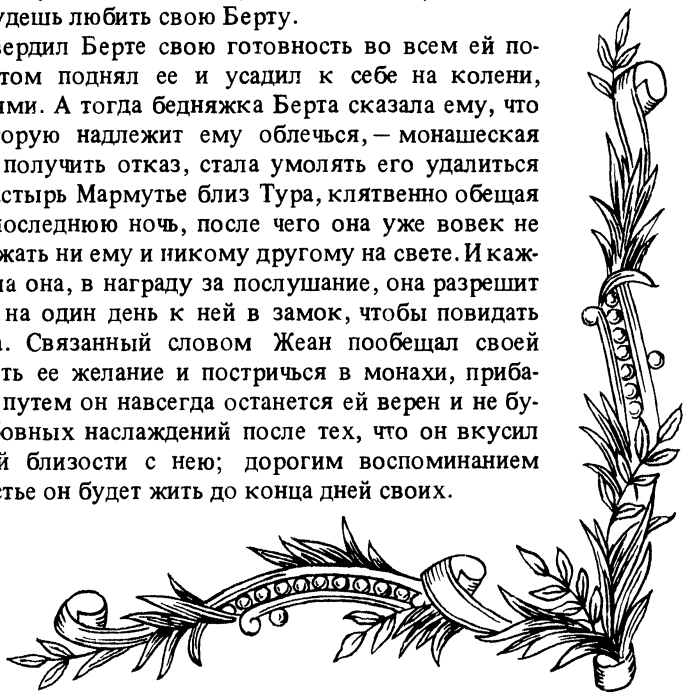 удешь любить свою Берту.
вердил Берте свою готовность во всем ей по-
том поднял ее и усадил к себе на колени,
ями. А тогда бедняжка Берта сказала ему, что
торую надлежит ему облечься, — монашеская
получить отказ, стала умолять его удалиться
астырь Мармутье близ Тура, клятвенно обещая
последнюю ночь, после чего она уже вовек не
жать ни ему и никому другому на свете. И каж-
ла она, в награду за послушание, она разрешит
на один день к ней в замок, чтобы повидать
а. Связанный словом Жеан пообещал своей
ть ее желание и постричься в монахи, приба-
путем он навсегда останется ей верен и не бу-
овных наслаждений после тех, что он вкусил
й близости с нею; дорогим воспоминанием
стье он будет жить до конца дней своих.